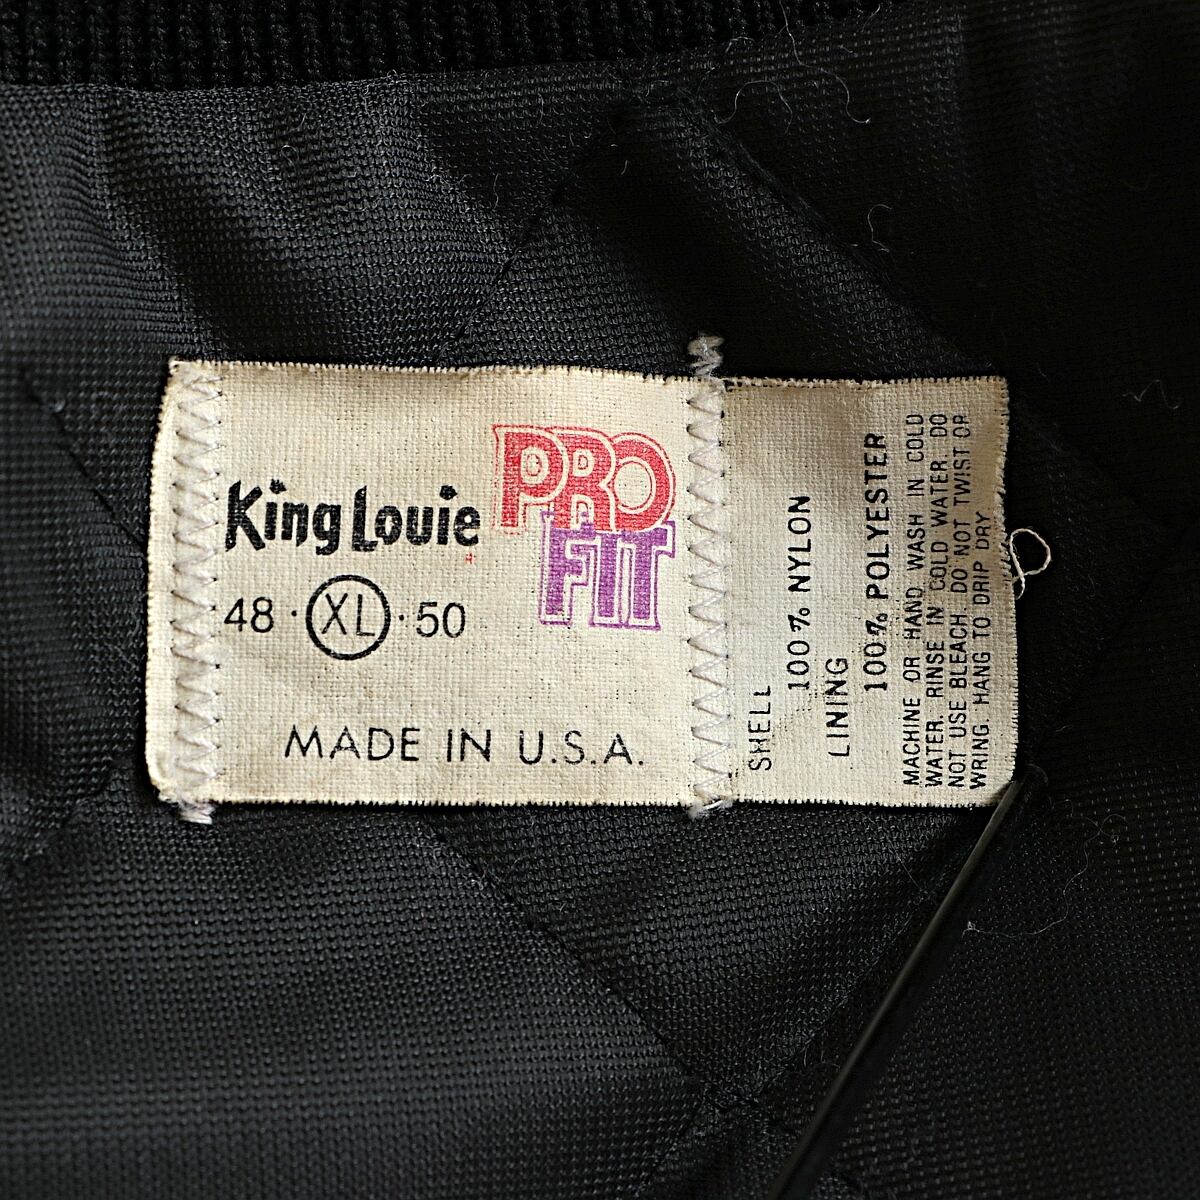 King Louie
PRO
FIT
48 · XL · 50
MADE IN U.S.A.
SHELL
100% NYLON
LINING
100% POLYESTER
MACHINE OR HAND WASH IN COLD
WATER. RINSE IN COLD WATER. DO
NOT USE BLEACH. DO NOT TWIST OR
WRING. HANG TO DRIP DRY